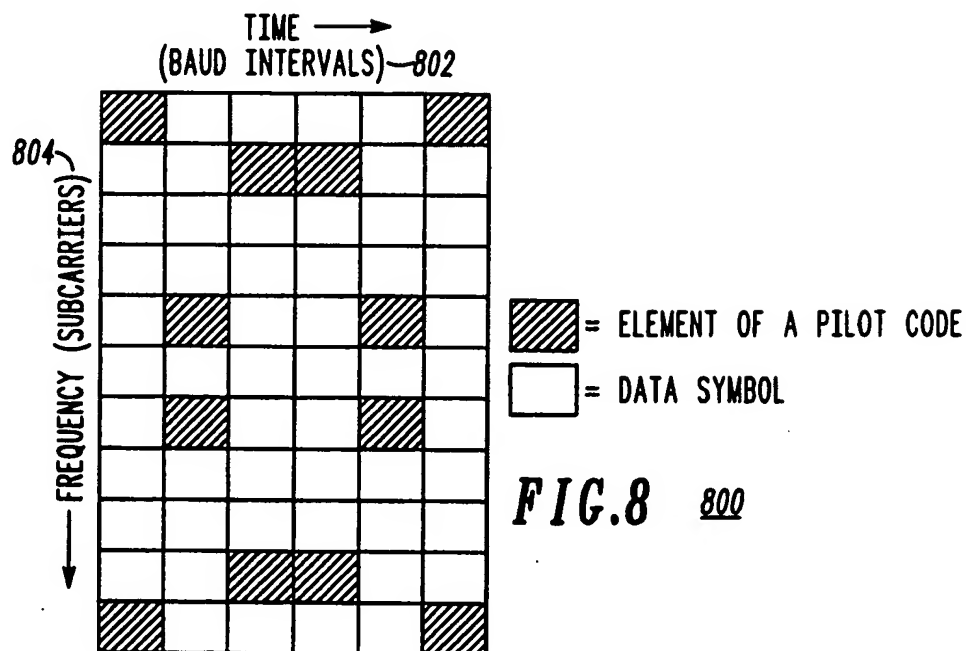 TIME
(BAUD INTERVALS) 802
804
FREQUENCY (SUBCARRIERS)
= ELEMENT OF A PILOT CODE
= DATA SYMBOL
FIG.8 800